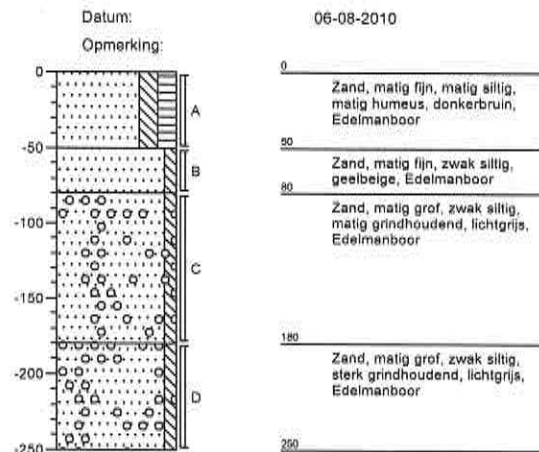 Datum: 06-08-2010
Opmerking:
0
-50
-100
-150
-200
-250
A
B
C
D
0
Zand, matig fijn, matig siltig,
matig humeus, donkerbruin,
Edelmanboor
50
Zand, matig fijn, zwak siltig,
geelbeige, Edelmanboor
80
Zand, matig grof, zwak siltig,
matig grindhoudend, lichtgrijs,
Edelmanboor
180
Zand, matig grof, zwak siltig,
sterk grindhoudend, lichtgrijs,
Edelmanboor
250